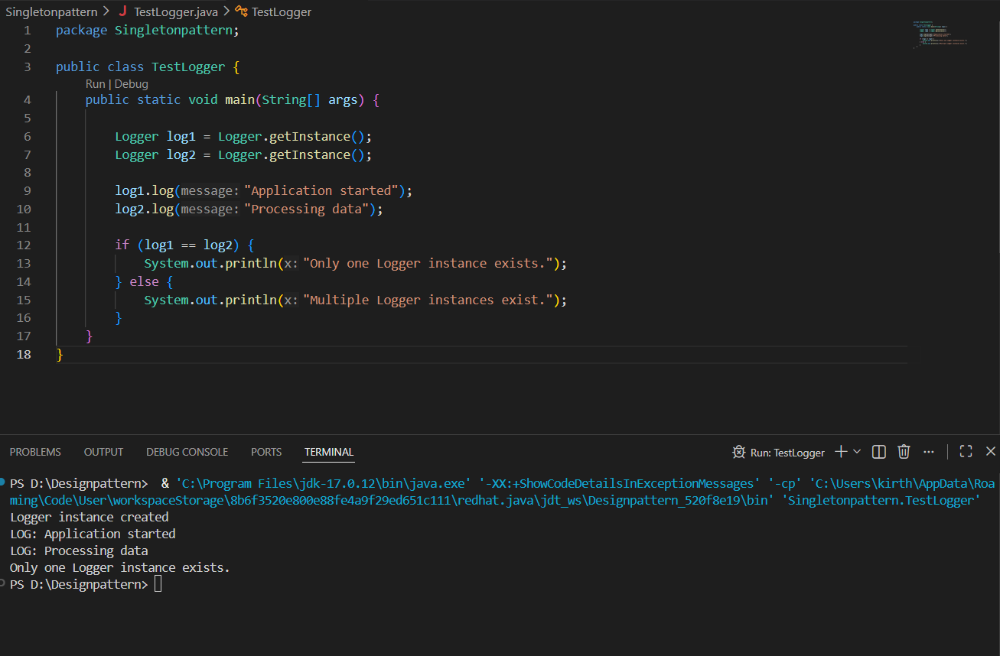 Singletonpattern > J TestLogger.java > TestLogger
1 package Singletonpattern;
2
3 public class TestLogger {
Run | Debug
4 public static void main(String[] args) {
5
6 Logger log1 = Logger.getInstance();
7 Logger log2 = Logger.getInstance();
8
9 log1.log(message: "Application started");
10 log2.log(message: "Processing data");
11
12 if (log1 == log2) {
13 System.out.println(x: "Only one Logger instance exists.");
14 } else {
15 System.out.println(x: "Multiple Logger instances exist.");
16 }
17 }
18 }
PROBLEMS OUTPUT DEBUG CONSOLE PORTS TERMINAL Run: TestLogger
PS D:\Designpattern> & 'C:\Program Files\jdk-17.0.12\bin\java.exe' '-XX:+ShowCodeDetailsInExceptionMessages' '-cp' 'C:\Users\kirth\AppData\Roa
ming\Code\User\workspaceStorage\8b6f3520e800e88fe4a9f29ed651c111\redhat.java\jdt_ws\Designpattern_520f8e19\bin' 'Singletonpattern.TestLogger'
Logger instance created
LOG: Application started
LOG: Processing data
Only one Logger instance exists.
PS D:\Designpattern>